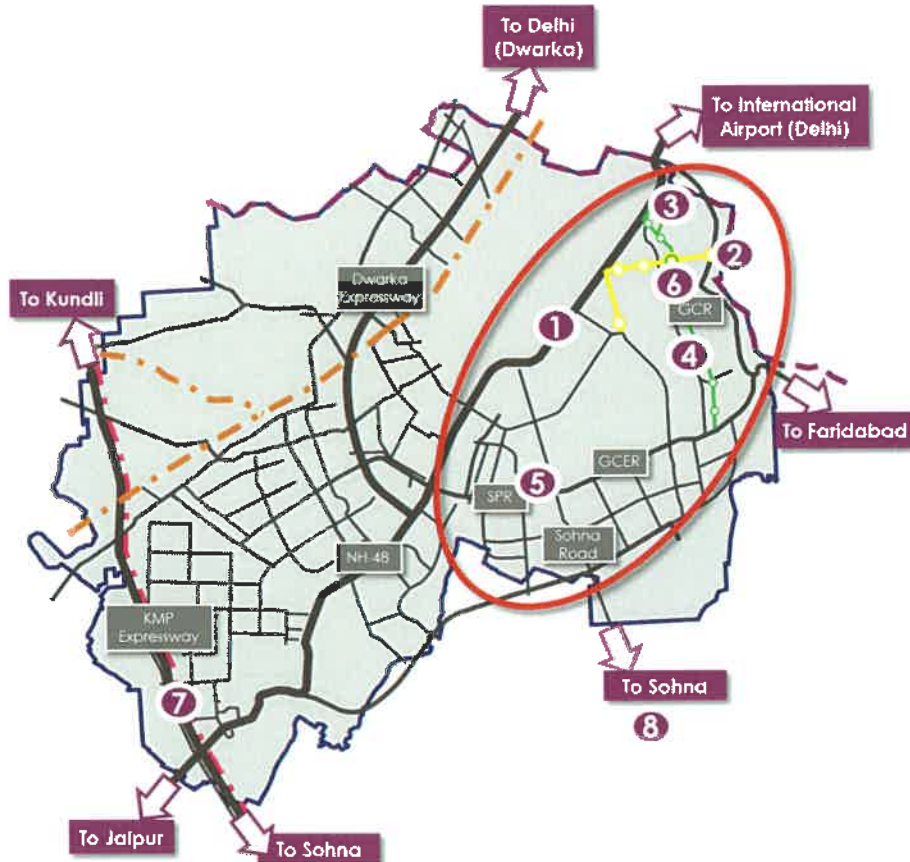 To Delhi
(Dwarka)
To International
Airport (Delhi)
3
2
Dwarka
Expressway
6
To Kundli
GCR
1
4
To Faridabad
GCER
5
SPR
Sohna
Road
NH-48
KMP
Expressway
To Sohna
7
8
To Jaipur
To Sohna